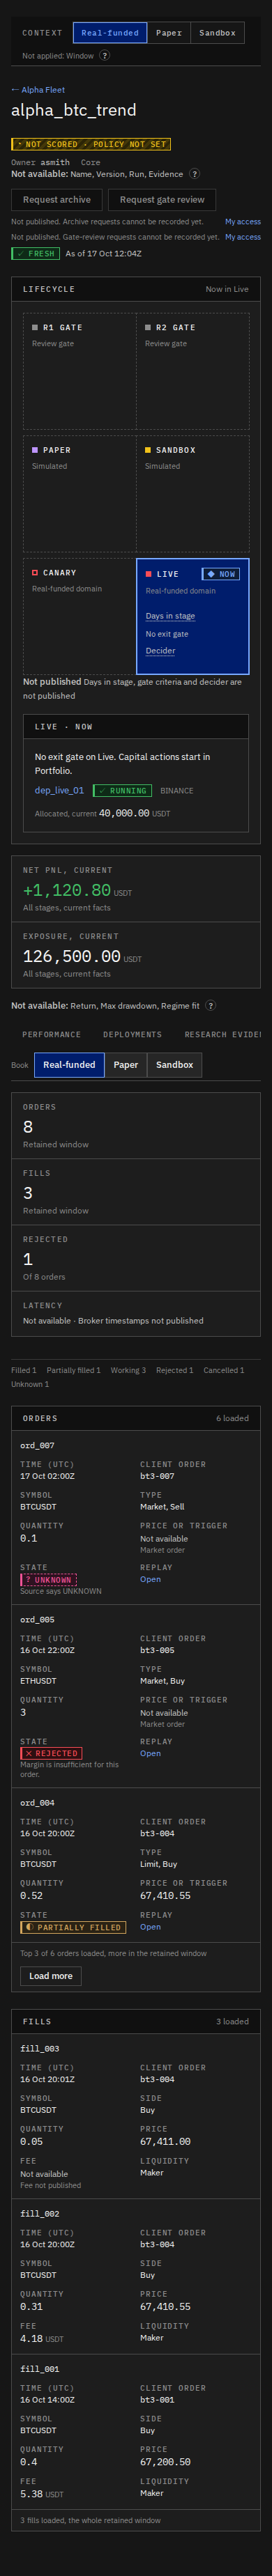 CONTEXT Real-funded Paper Sandbox
Not applied: Window ?
← Alpha Fleet
alpha_btc_trend
NOT SCORED · POLICY NOT SET
Owner asmith Core
Not available: Name, Version, Run, Evidence ?
Request archive Request gate review
Not published. Archive requests cannot be recorded yet. My access
Not published. Gate-review requests cannot be recorded yet. My access
✓ FRESH As of 17 Oct 12:04Z
LIFECYCLE Now in Live
R1 GATE
Review gate
R2 GATE
Review gate
PAPER
Simulated
SANDBOX
Simulated
CANARY
Real-funded domain
LIVE ◆ NOW
Real-funded domain
Days in stage
No exit gate
Decider
Not published Days in stage, gate criteria and decider are
not published
LIVE · NOW
No exit gate on Live. Capital actions start in
Portfolio.
dep_live_01 ✓ RUNNING BINANCE
Allocated, current 40,000.00 USDT
NET PNL, CURRENT
+1,120.80 USDT
All stages, current facts
EXPOSURE, CURRENT
126,500.00 USDT
All stages, current facts
Not available: Return, Max drawdown, Regime fit ?
PERFORMANCE DEPLOYMENTS RESEARCH EVIDEN
Book Real-funded Paper Sandbox
ORDERS
8
Retained window
FILLS
3
Retained window
REJECTED
1
Of 8 orders
LATENCY
Not available · Broker timestamps not published
Filled 1 Partially filled 1 Working 3 Rejected 1 Cancelled 1
Unknown 1
ORDERS 6 loaded
ord_007
TIME (UTC) CLIENT ORDER
17 Oct 02:00Z bt3-007
SYMBOL TYPE
BTCUSDT Market, Sell
QUANTITY PRICE OR TRIGGER
0.1 Not available
Market order
STATE REPLAY
? UNKNOWN Open
Source says UNKNOWN
ord_005
TIME (UTC) CLIENT ORDER
16 Oct 22:00Z bt3-005
SYMBOL TYPE
ETHUSDT Market, Buy
QUANTITY PRICE OR TRIGGER
3 Not available
Market order
STATE REPLAY
✕ REJECTED Open
Margin is insufficient for this
order.
ord_004
TIME (UTC) CLIENT ORDER
16 Oct 20:00Z bt3-004
SYMBOL TYPE
BTCUSDT Limit, Buy
QUANTITY PRICE OR TRIGGER
0.52 67,410.55
STATE REPLAY
◐ PARTIALLY FILLED Open
Top 3 of 6 orders loaded, more in the retained window
Load more
FILLS 3 loaded
fill_003
TIME (UTC) CLIENT ORDER
16 Oct 20:01Z bt3-004
SYMBOL SIDE
BTCUSDT Buy
QUANTITY PRICE
0.05 67,411.00
FEE LIQUIDITY
Not available Maker
Fee not published
fill_002
TIME (UTC) CLIENT ORDER
16 Oct 20:00Z bt3-004
SYMBOL SIDE
BTCUSDT Buy
QUANTITY PRICE
0.31 67,410.55
FEE LIQUIDITY
4.18 USDT Maker
fill_001
TIME (UTC) CLIENT ORDER
16 Oct 14:00Z bt3-001
SYMBOL SIDE
BTCUSDT Buy
QUANTITY PRICE
0.4 67,200.50
FEE LIQUIDITY
5.38 USDT Maker
3 fills loaded, the whole retained window